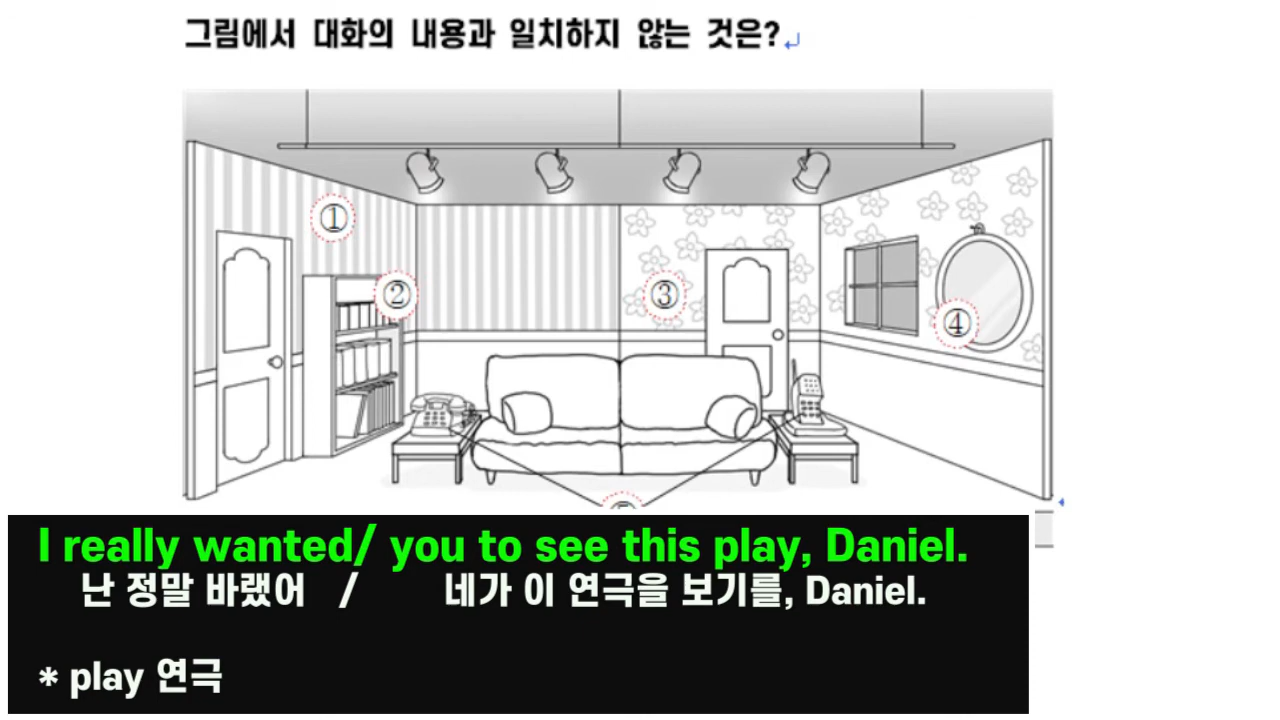 그림에서 대화의 내용과 일치하지 않는 것은?
①
②
③
④
I really wanted/ you to see this play, Daniel.
난 정말 바랬어 / 네가 이 연극을 보기를, Daniel.
* play 연극